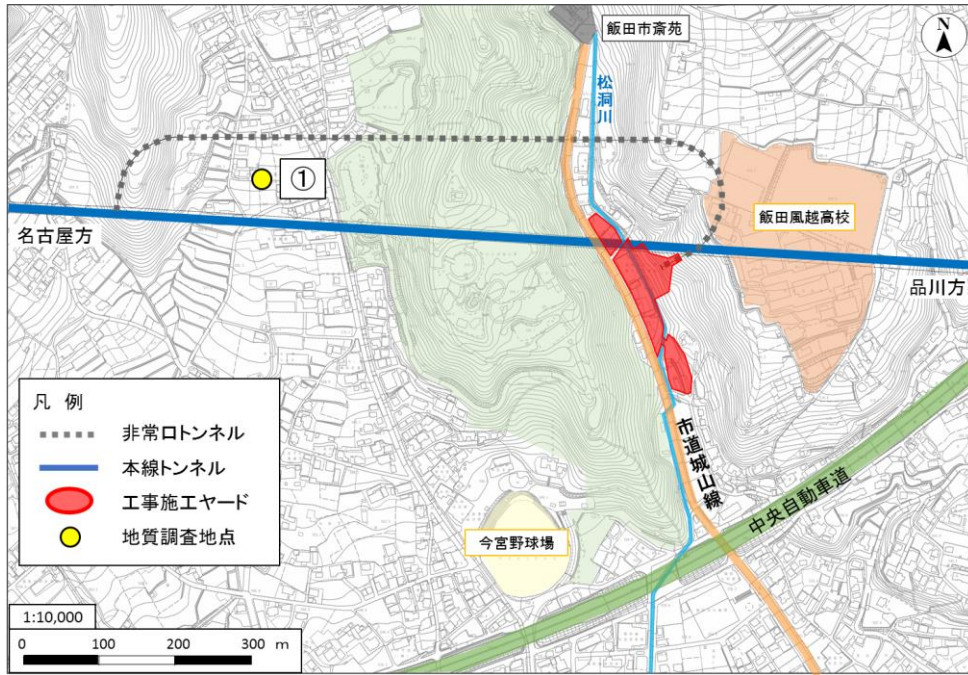 飯田市斎苑
N
松洞川
①
飯田風越高校
名古屋方
品川方
凡 例
非常口トンネル
本線トンネル
工事施工ヤード
地質調査地点
市道城山線
中央自動車道
今宮野球場
1:10,000
0 100 200 300 m